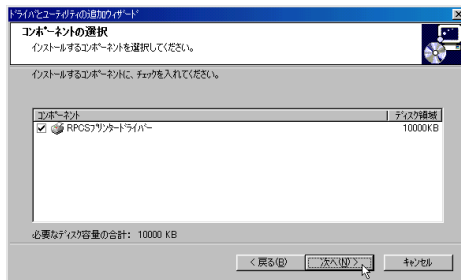 ドライバとユーティリティの追加ウィザード
コンポーネントの選択
インストールするコンポーネントを選択してください。
インストールするコンポーネントに、チェックを入れてください。
コンポーネント ディスク領域
RPCSプリンタードライバー 10000KB
必要なディスク容量の合計: 10000 KB
< 戻る(B) 次へ(N) > キャンセル